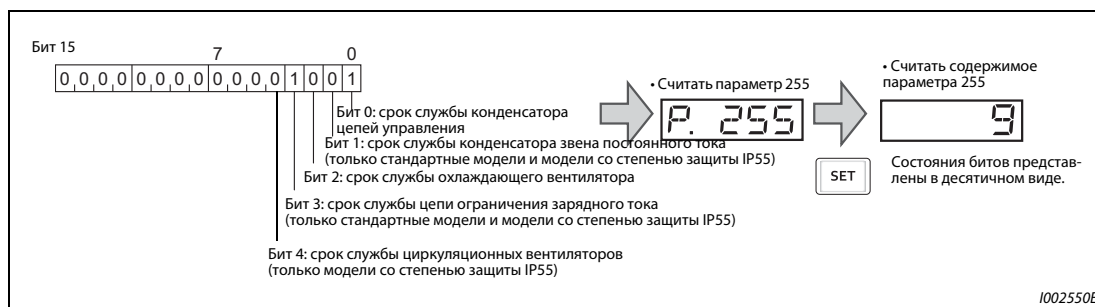 Бит 15 7 0
0 0 0 0 0 0 0 0 0 0 0 0 1 0 0 1
Бит 0: срок службы конденсатора
цепей управления
Бит 1: срок службы конденсатора звена постоянного тока
(только стандартные модели и модели со степенью защиты IP55)
Бит 2: срок службы охлаждающего вентилятора
Бит 3: срок службы цепи ограничения зарядного тока
(только стандартные модели и модели со степенью защиты IP55)
Бит 4: срок службы циркуляционных вентиляторов
(только модели со степенью защиты IP55)
• Считать параметр 255
P. 255
• Считать содержимое
параметра 255
9
SET
Состояния битов представ-
лены в десятичном виде.
I002550E